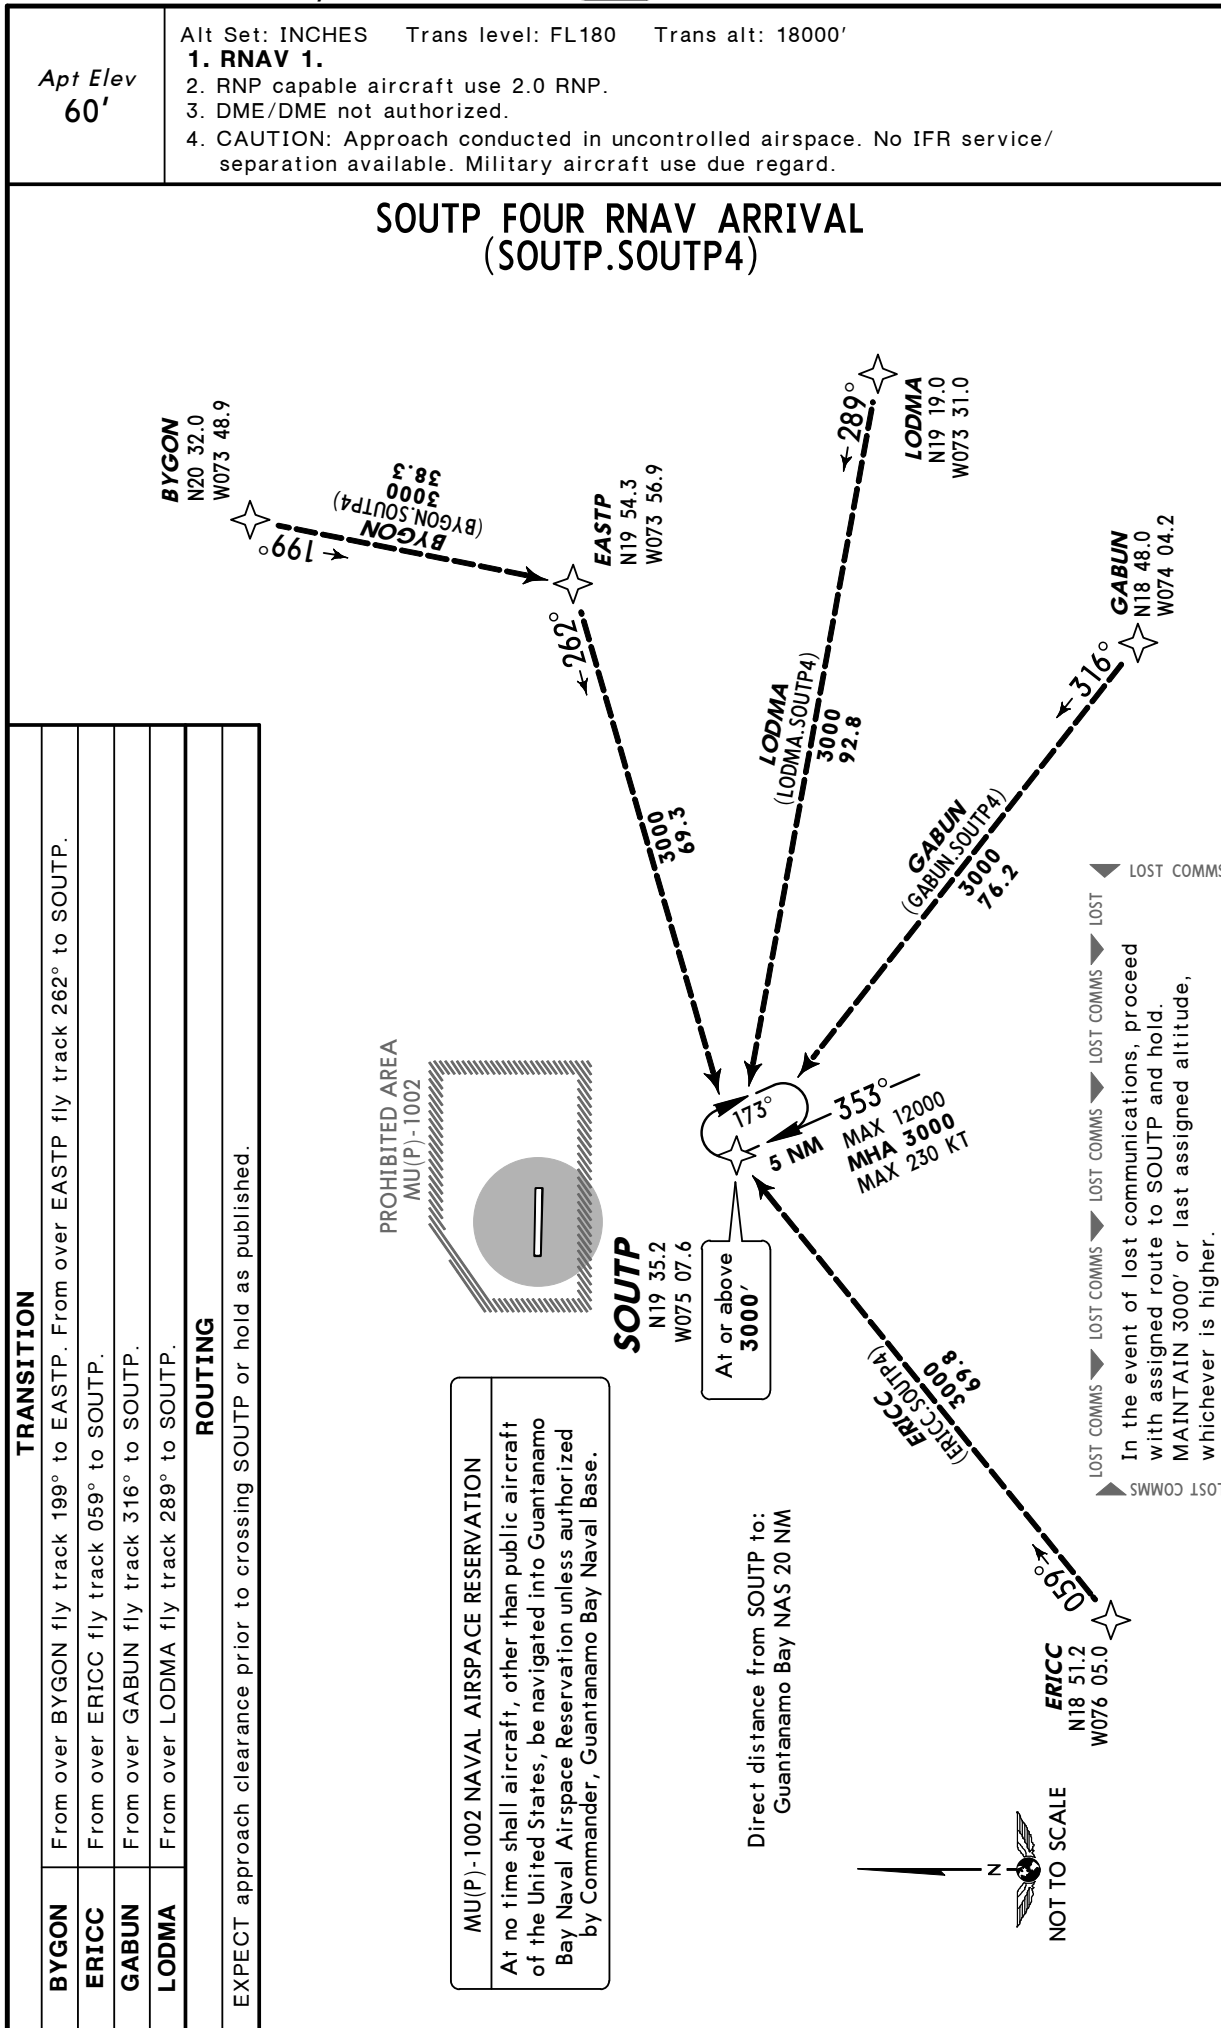 Apt Elev
60'
Alt Set: INCHES Trans level: FL180 Trans alt: 18000'
1. RNAV 1.
2. RNP capable aircraft use 2.0 RNP.
3. DME/DME not authorized.
4. CAUTION: Approach conducted in uncontrolled airspace. No IFR service/
separation available. Military aircraft use due regard.
SOUTP FOUR RNAV ARRIVAL
(SOUTP.SOUTP4)
BYGON
N20 32.0
W073 48.9
199°
BYGON
(BYGON.SOUTP4)
3000
38.3
EASTP
N19 54.3
W073 56.9
262°
3000
69.3
LODMA
N19 19.0
W073 31.0
289°
LODMA
(LODMA.SOUTP4)
3000
92.8
GABUN
N18 48.0
W074 04.2
316°
GABUN
(GABUN.SOUTP4)
3000
76.2
PROHIBITED AREA
MU(P)-1002
173°
353°
5 NM
MAX 12000
MHA 3000
MAX 230 KT
SOUTP
N19 35.2
W075 07.6
At or above
3000'
ERICC
(ERICC.SOUTP4)
3000
69.8
059°
ERICC
N18 51.2
W076 05.0
LOST COMMS LOST COMMS LOST COMMS LOST COMMS LOST
LOST COMMS
LOST COMMS
In the event of lost communications, proceed
with assigned route to SOUTP and hold.
MAINTAIN 3000' or last assigned altitude,
whichever is higher.
Direct distance from SOUTP to:
Guantanamo Bay NAS 20 NM
N
NOT TO SCALE
MU(P)-1002 NAVAL AIRSPACE RESERVATION
At no time shall aircraft, other than public aircraft
of the United States, be navigated into Guantanamo
Bay Naval Airspace Reservation unless authorized
by Commander, Guantanamo Bay Naval Base.
TRANSITION
BYGON From over BYGON fly track 199° to EASTP. From over EASTP fly track 262° to SOUTP.
ERICC From over ERICC fly track 059° to SOUTP.
GABUN From over GABUN fly track 316° to SOUTP.
LODMA From over LODMA fly track 289° to SOUTP.
ROUTING
EXPECT approach clearance prior to crossing SOUTP or hold as published.